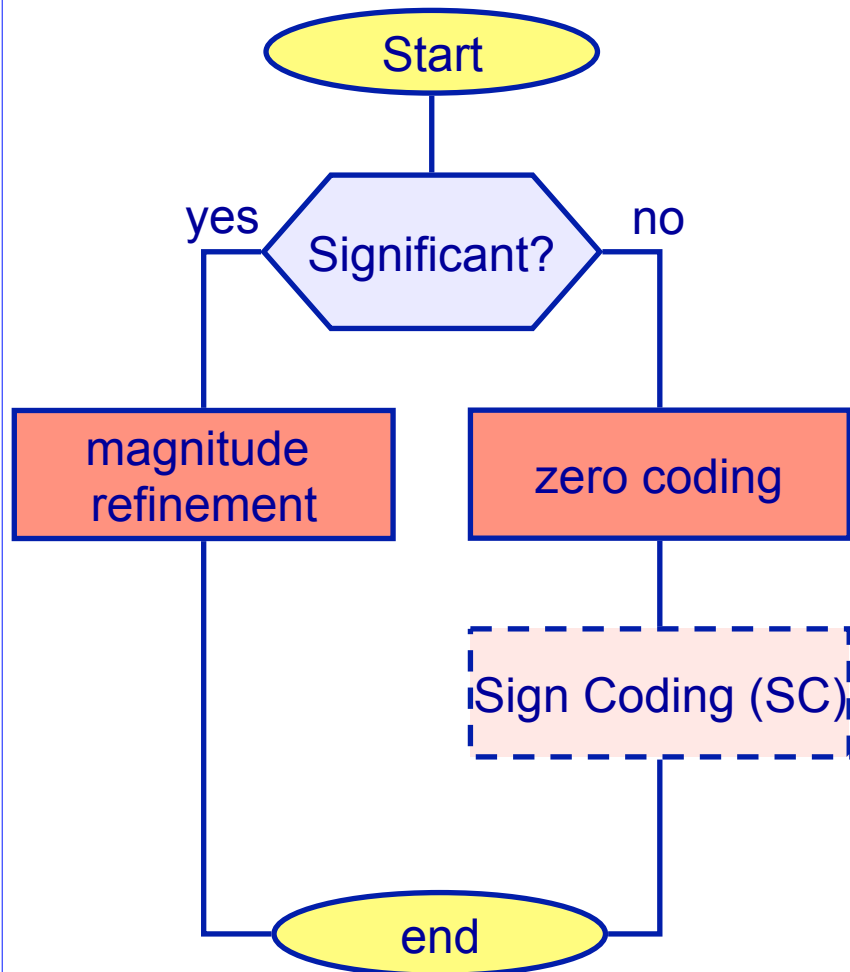 Start
yes
no
Significant?
magnitude
refinement
zero coding
Sign Coding (SC)
end